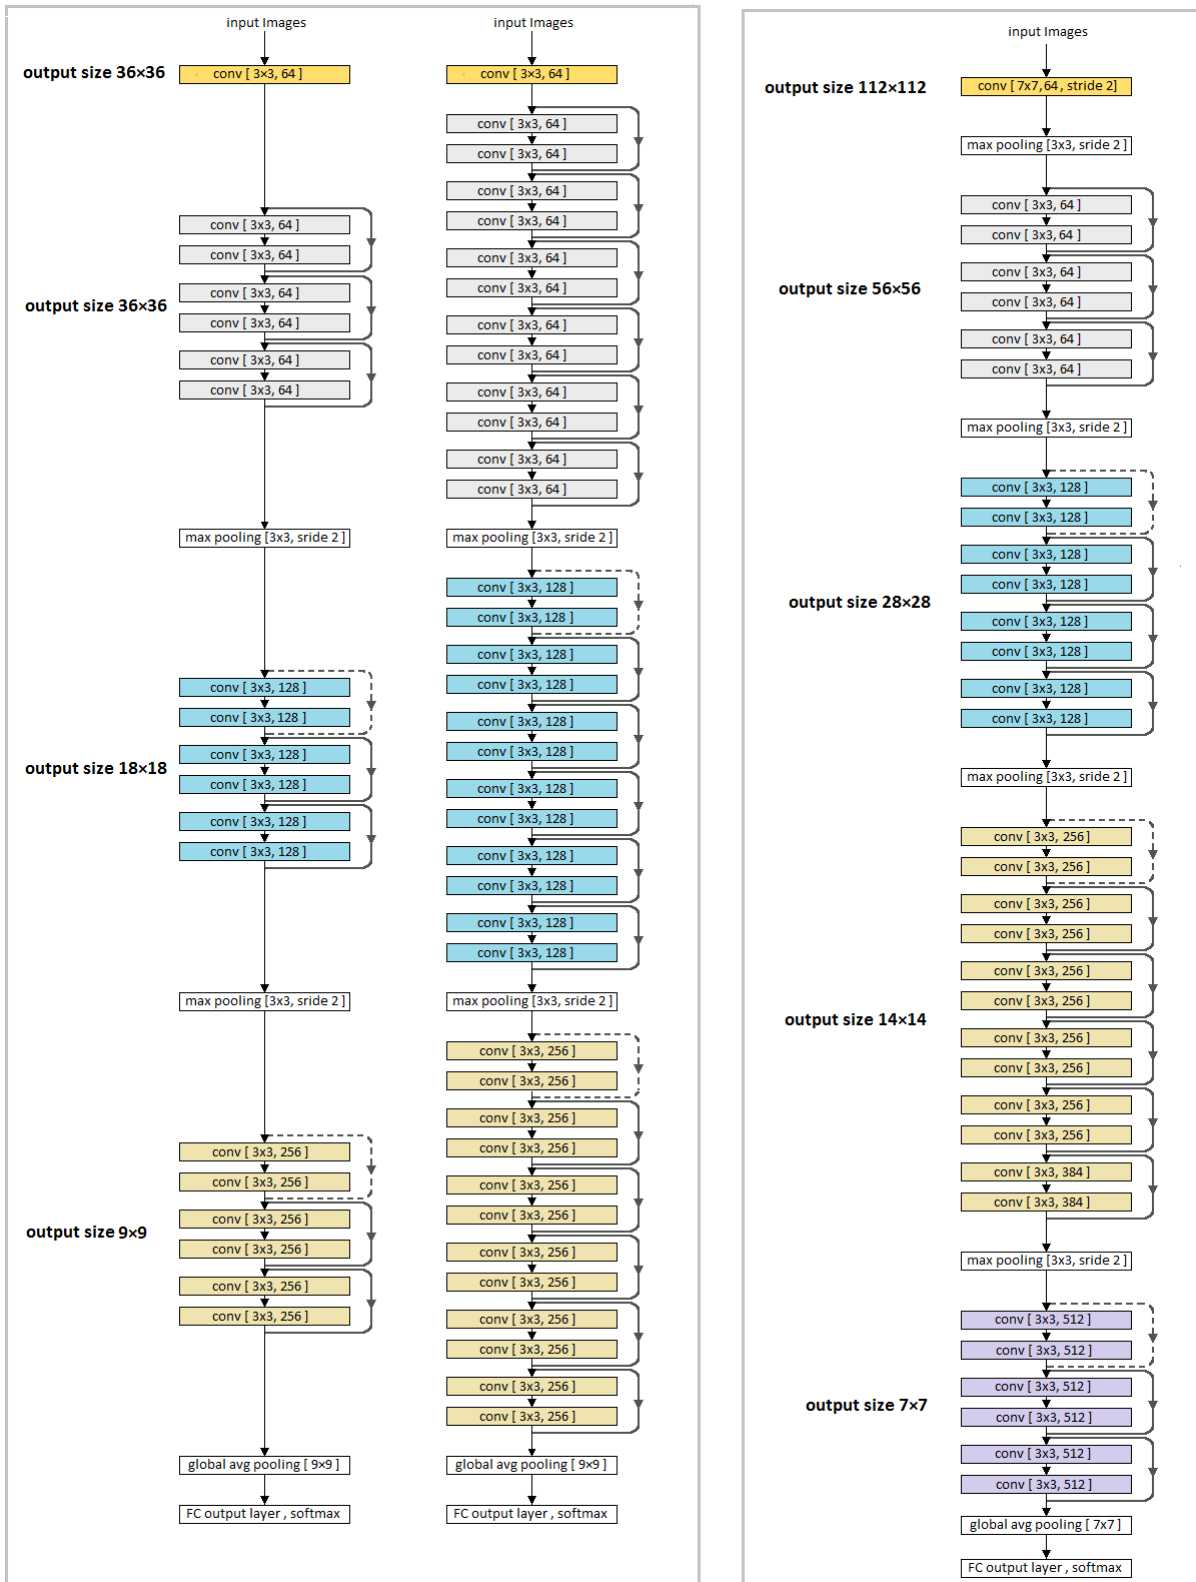 input Images
output size 36×36
conv [ 3×3, 64 ]
conv [ 3x3, 64 ]
conv [ 3x3, 64 ]
output size 36×36
conv [ 3x3, 64 ]
conv [ 3x3, 64 ]
conv [ 3x3, 64 ]
conv [ 3x3, 64 ]
max pooling [3x3, sride 2 ]
conv [ 3x3, 128 ]
conv [ 3x3, 128 ]
output size 18×18
conv [ 3x3, 128 ]
conv [ 3x3, 128 ]
conv [ 3x3, 128 ]
conv [ 3x3, 128 ]
max pooling [3x3, sride 2 ]
conv [ 3x3, 256 ]
conv [ 3x3, 256 ]
output size 9×9
conv [ 3x3, 256 ]
conv [ 3x3, 256 ]
conv [ 3x3, 256 ]
conv [ 3x3, 256 ]
global avg pooling [ 9×9 ]
FC output layer , softmax
input Images
conv [ 3×3, 64 ]
conv [ 3x3, 64 ]
conv [ 3x3, 64 ]
conv [ 3x3, 64 ]
conv [ 3x3, 64 ]
conv [ 3x3, 64 ]
conv [ 3x3, 64 ]
conv [ 3x3, 64 ]
conv [ 3x3, 64 ]
conv [ 3x3, 64 ]
conv [ 3x3, 64 ]
conv [ 3x3, 64 ]
conv [ 3x3, 64 ]
max pooling [3x3, sride 2 ]
conv [ 3x3, 128 ]
conv [ 3x3, 128 ]
conv [ 3x3, 128 ]
conv [ 3x3, 128 ]
conv [ 3x3, 128 ]
conv [ 3x3, 128 ]
conv [ 3x3, 128 ]
conv [ 3x3, 128 ]
conv [ 3x3, 128 ]
conv [ 3x3, 128 ]
conv [ 3x3, 128 ]
conv [ 3x3, 128 ]
max pooling [3x3, sride 2 ]
conv [ 3x3, 256 ]
conv [ 3x3, 256 ]
conv [ 3x3, 256 ]
conv [ 3x3, 256 ]
conv [ 3x3, 256 ]
conv [ 3x3, 256 ]
conv [ 3x3, 256 ]
conv [ 3x3, 256 ]
conv [ 3x3, 256 ]
conv [ 3x3, 256 ]
conv [ 3x3, 256 ]
conv [ 3x3, 256 ]
global avg pooling [ 9×9 ]
FC output layer , softmax
input Images
output size 112×112
conv [ 7x7,64 , stride 2]
max pooling [3x3, sride 2 ]
conv [ 3x3, 64 ]
conv [ 3x3, 64 ]
output size 56×56
conv [ 3x3, 64 ]
conv [ 3x3, 64 ]
conv [ 3x3, 64 ]
conv [ 3x3, 64 ]
max pooling [3x3, sride 2 ]
conv [ 3x3, 128 ]
conv [ 3x3, 128 ]
conv [ 3x3, 128 ]
conv [ 3x3, 128 ]
output size 28×28
conv [ 3x3, 128 ]
conv [ 3x3, 128 ]
conv [ 3x3, 128 ]
conv [ 3x3, 128 ]
max pooling [3x3, sride 2 ]
conv [ 3x3, 256 ]
conv [ 3x3, 256 ]
conv [ 3x3, 256 ]
conv [ 3x3, 256 ]
conv [ 3x3, 256 ]
conv [ 3x3, 256 ]
output size 14×14
conv [ 3x3, 256 ]
conv [ 3x3, 256 ]
conv [ 3x3, 256 ]
conv [ 3x3, 256 ]
conv [ 3x3, 384 ]
conv [ 3x3, 384 ]
max pooling [3x3, sride 2 ]
conv [ 3x3, 512 ]
conv [ 3x3, 512 ]
output size 7×7
conv [ 3x3, 512 ]
conv [ 3x3, 512 ]
conv [ 3x3, 512 ]
conv [ 3x3, 512 ]
global avg pooling [ 7x7 ]
FC output layer , softmax